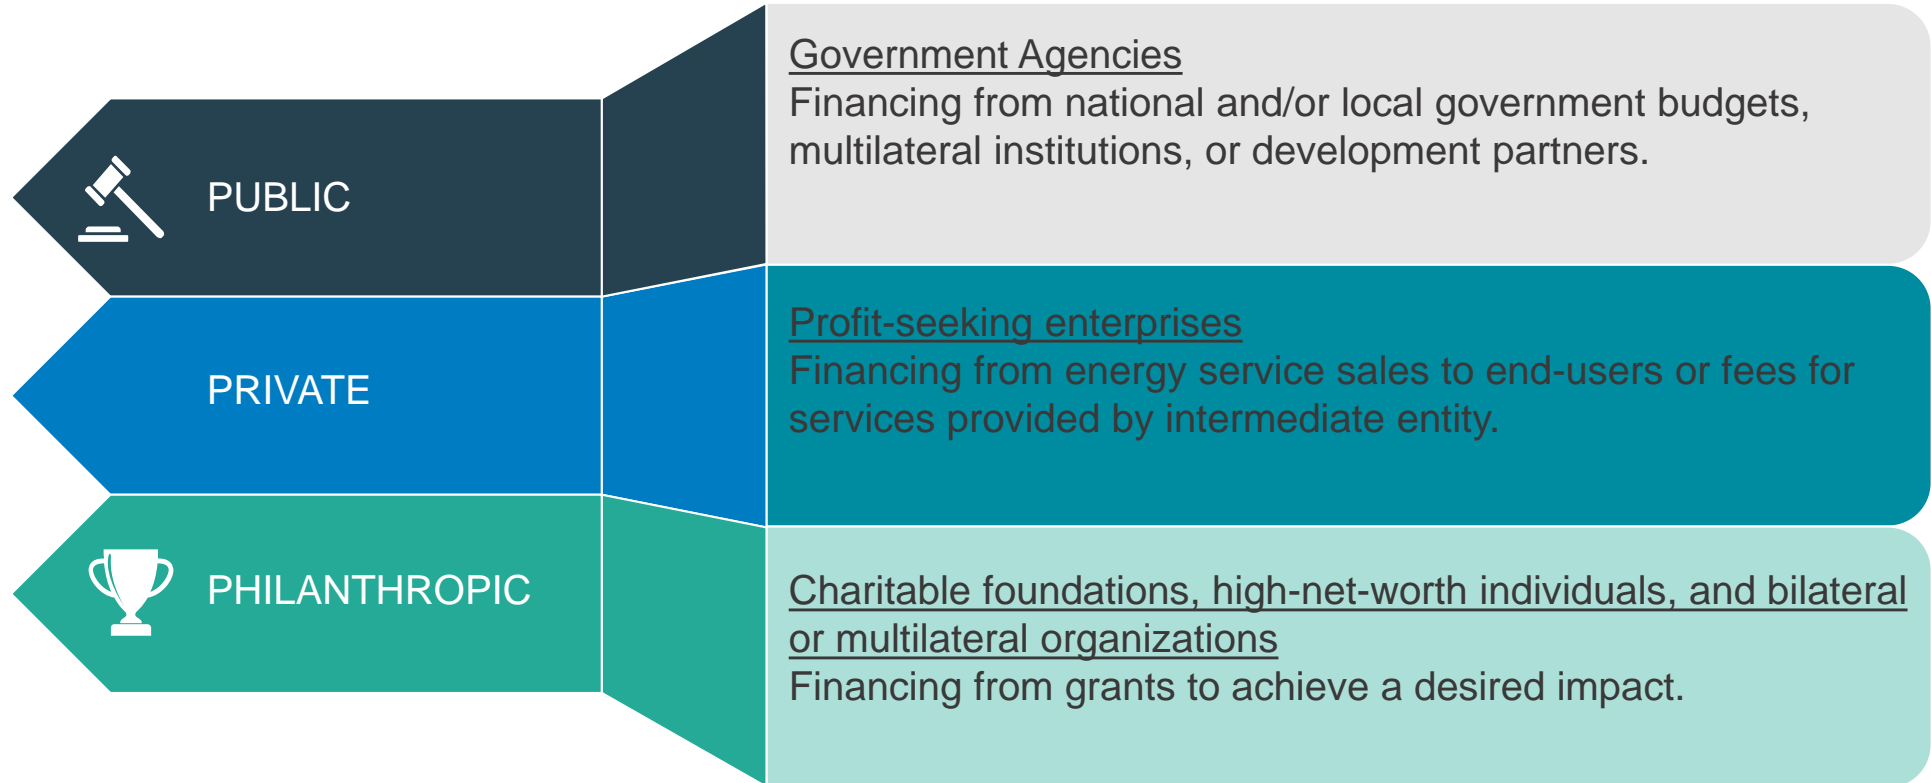 PUBLIC
Government Agencies
Financing from national and/or local government budgets,
multilateral institutions, or development partners.
PRIVATE
Profit-seeking enterprises
Financing from energy service sales to end-users or fees for
services provided by intermediate entity.
PHILANTHROPIC
Charitable foundations, high-net-worth individuals, and bilateral
or multilateral organizations
Financing from grants to achieve a desired impact.